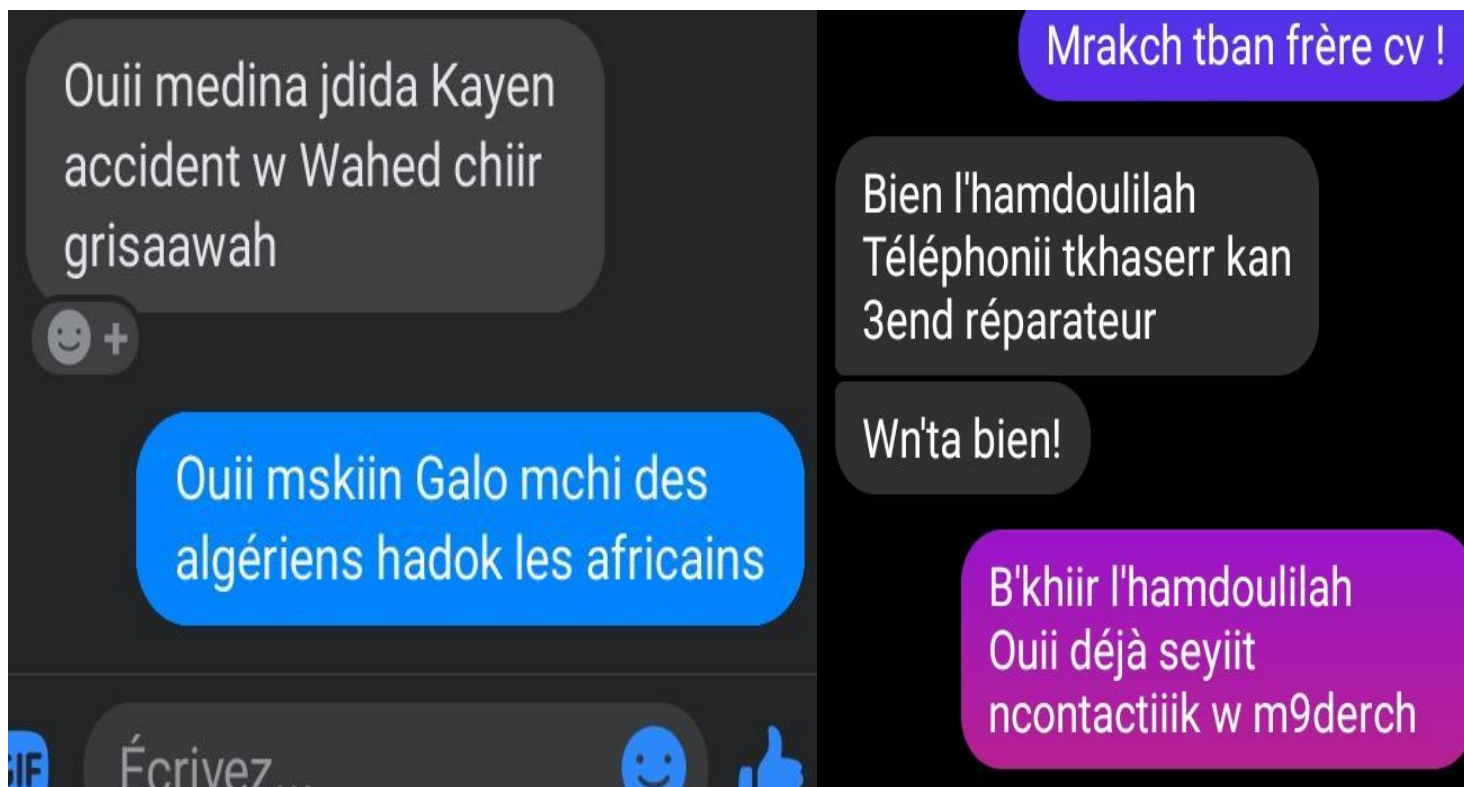 Ouii medina jdida Kayen
accident w Wahed chiir
grisaawah
Ouii mskiin Galo mchi des
algériens hadok les africains
GIF
Écrivez...
Mrakch tban frère cv !
Bien l'hamdoulilah
Téléphonii tkhaserr kan
3end réparateur
Wn'ta bien!
B'khiir l'hamdoulilah
Ouii déjà seyiit
ncontactiiik w m9derch